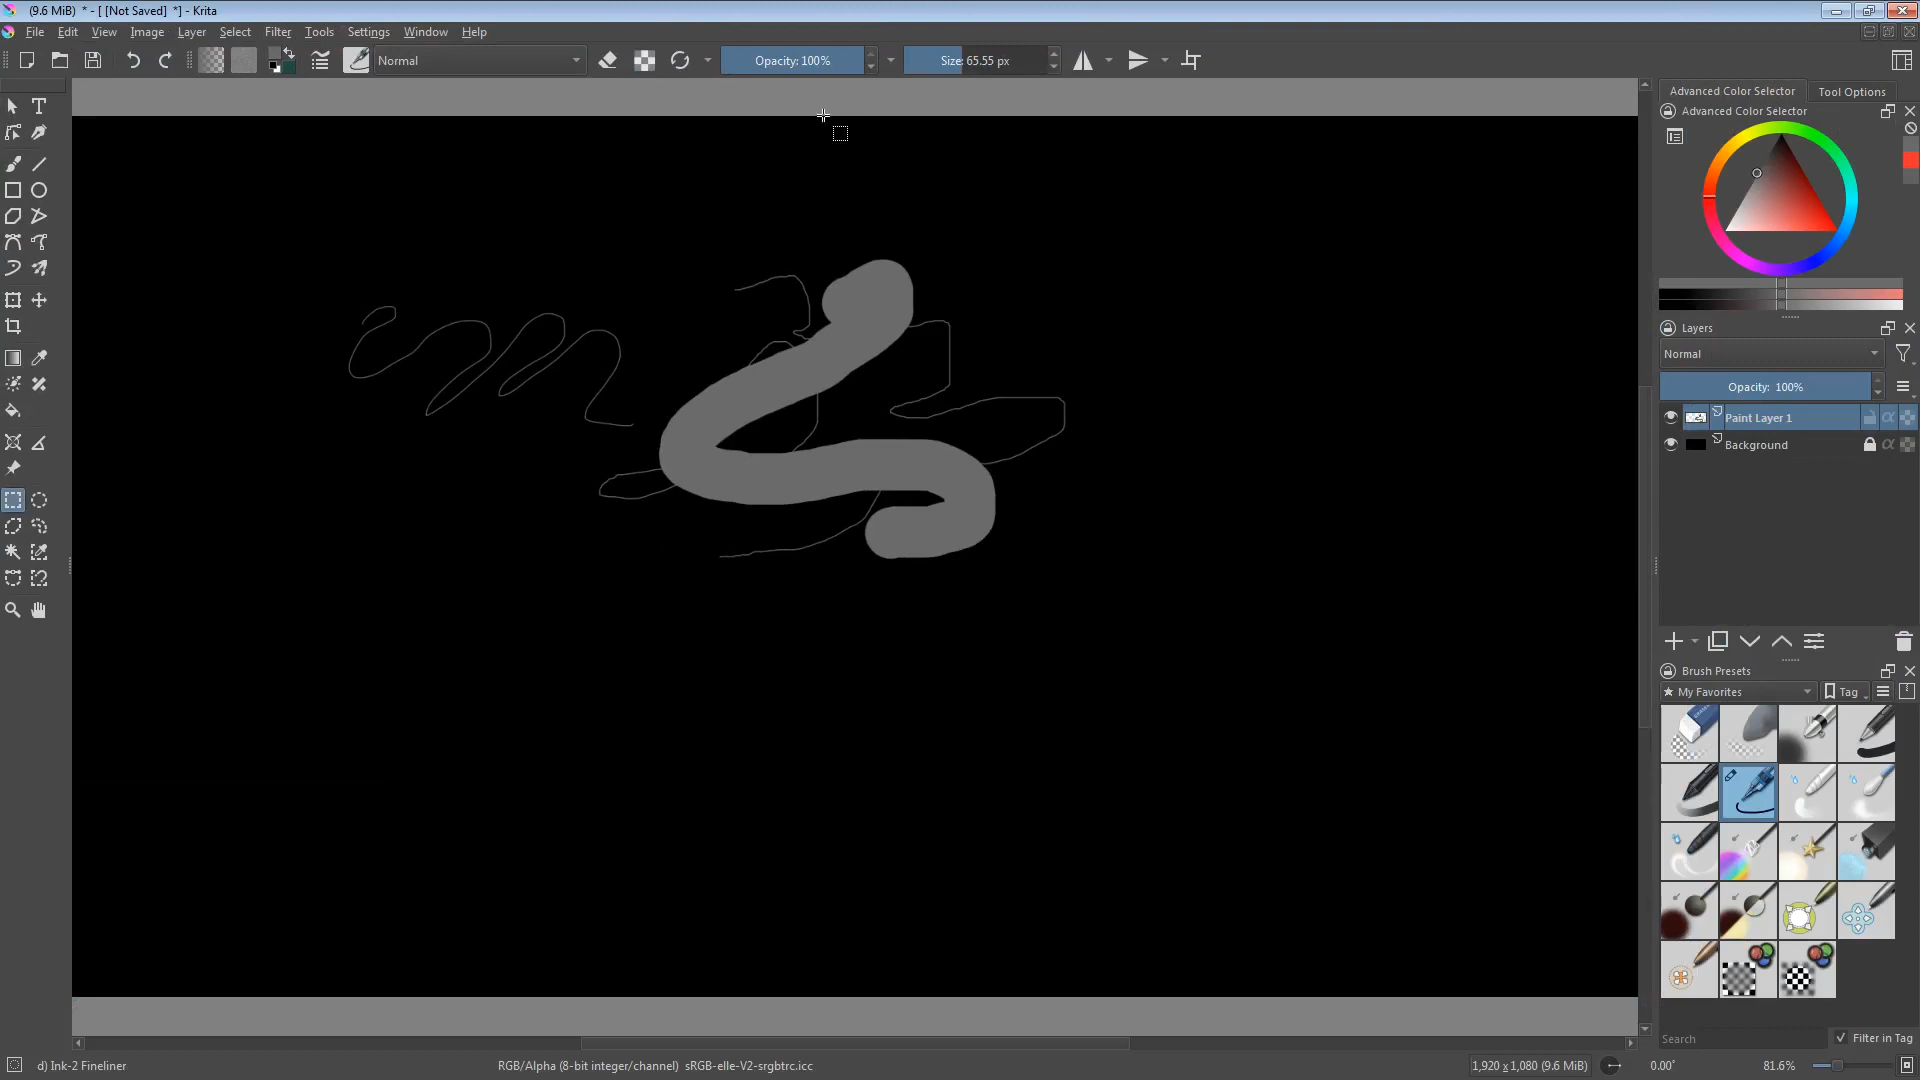 (9.6 MiB) * - [ [Not Saved] *] - Krita
File Edit View Image Layer Select Filter Settings Tools Window Help
Normal
Opacity: 100%
Size: 65.55 px
Advanced Color Selector
Tool Options
Advanced Color Selector
Layers
Normal
Opacity: 100%
Paint Layer 1
Background
Brush Presets
★ My Favorites
Tag
Search
Filter in Tag
d) Ink-2 Fineliner
RGB/Alpha (8-bit integer/channel) sRGB-elle-V2-srgbtrc.icc
1,920 x 1,080 (9.6 MiB)
0.00°
81.6%